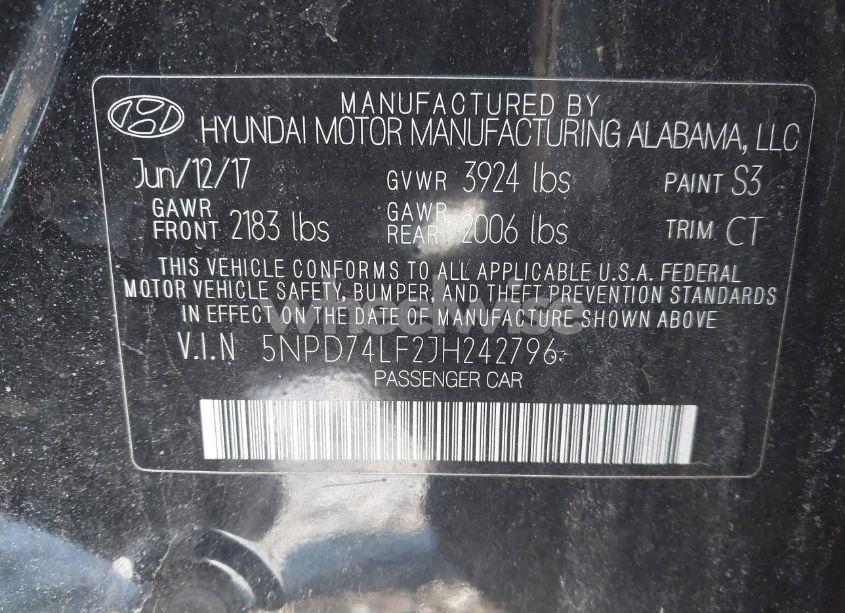 MANUFACTURED BY
HYUNDAI MOTOR MANUFACTURING ALABAMA, LLC
Jun/12/17 GVWR 3924 lbs PAINT S3
GAWR FRONT 2183 lbs GAWR REAR 2006 lbs TRIM CT
THIS VEHICLE CONFORMS TO ALL APPLICABLE U.S.A. FEDERAL
MOTOR VEHICLE SAFETY, BUMPER, AND THEFT PREVENTION STANDARDS
IN EFFECT ON THE DATE OF MANUFACTURE SHOWN ABOVE
wheelwise
V.I.N 5NPD74LF2JH242796
PASSENGER CAR